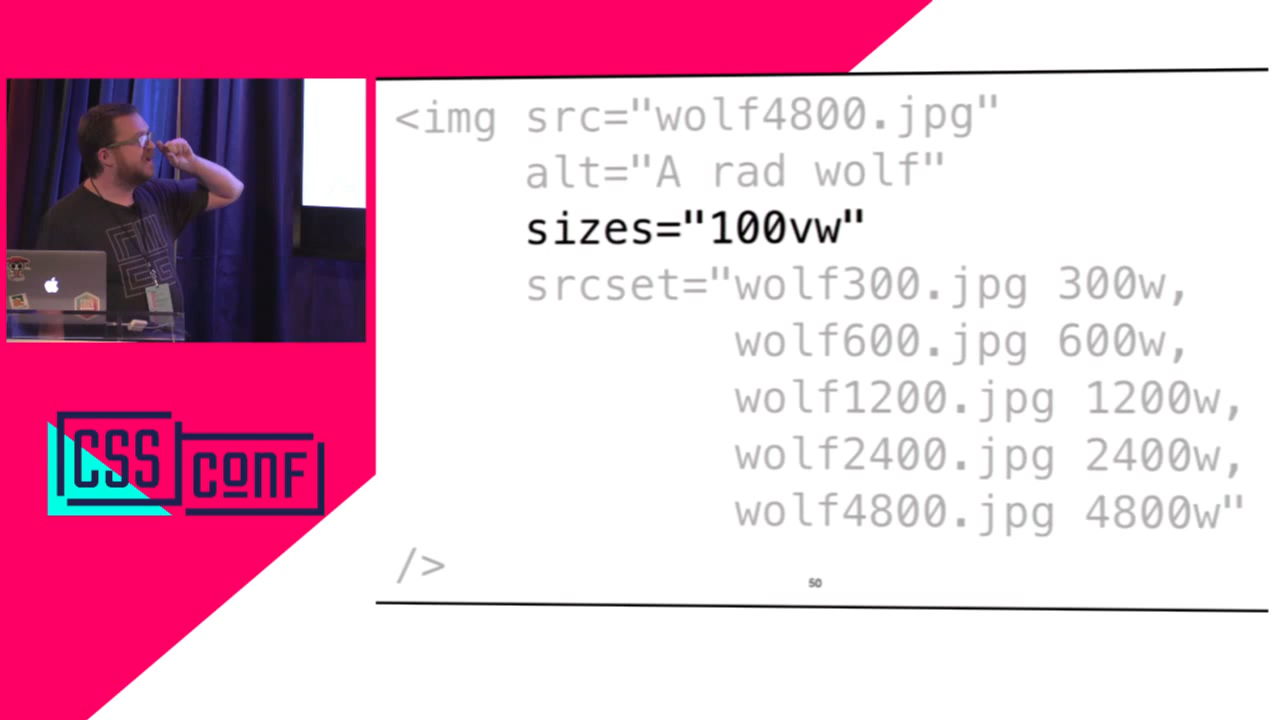 <img src="wolf4800.jpg"
alt="A rad wolf"
sizes="100vw"
srcset="wolf300.jpg 300w,
wolf600.jpg 600w,
wolf1200.jpg 1200w,
wolf2400.jpg 2400w,
wolf4800.jpg 4800w"
/>
50
CSS
CONF